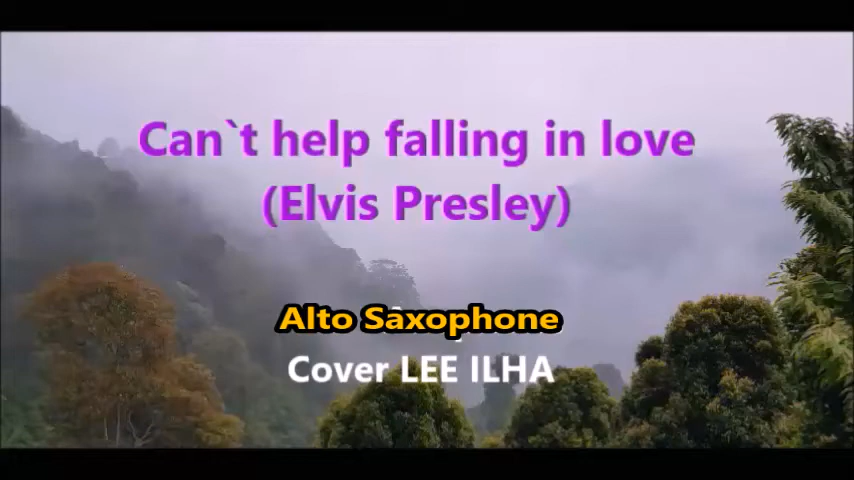 Can`t help falling in love
(Elvis Presley)
Alto Saxophone
Cover LEE ILHA